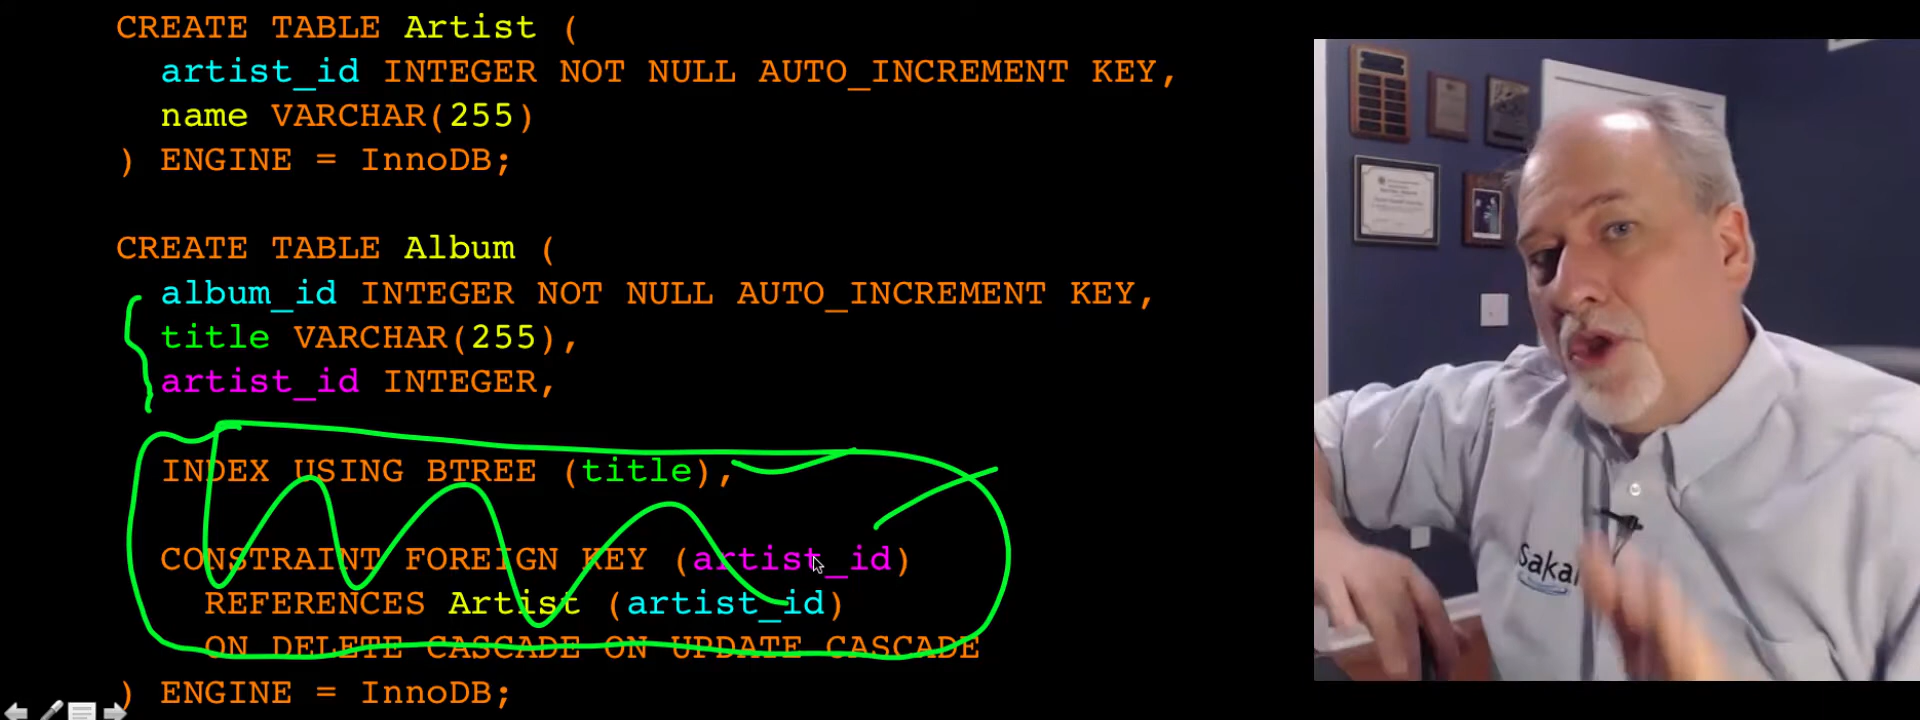 CREATE TABLE Artist (
artist_id INTEGER NOT NULL AUTO_INCREMENT KEY,
name VARCHAR(255)
) ENGINE = InnoDB;
CREATE TABLE Album (
album_id INTEGER NOT NULL AUTO_INCREMENT KEY,
title VARCHAR(255),
artist_id INTEGER,
INDEX USING BTREE (title),
CONSTRAINT FOREIGN KEY (artist_id)
REFERENCES Artist (artist_id)
ON DELETE CASCADE ON UPDATE CASCADE
) ENGINE = InnoDB;
Sakai